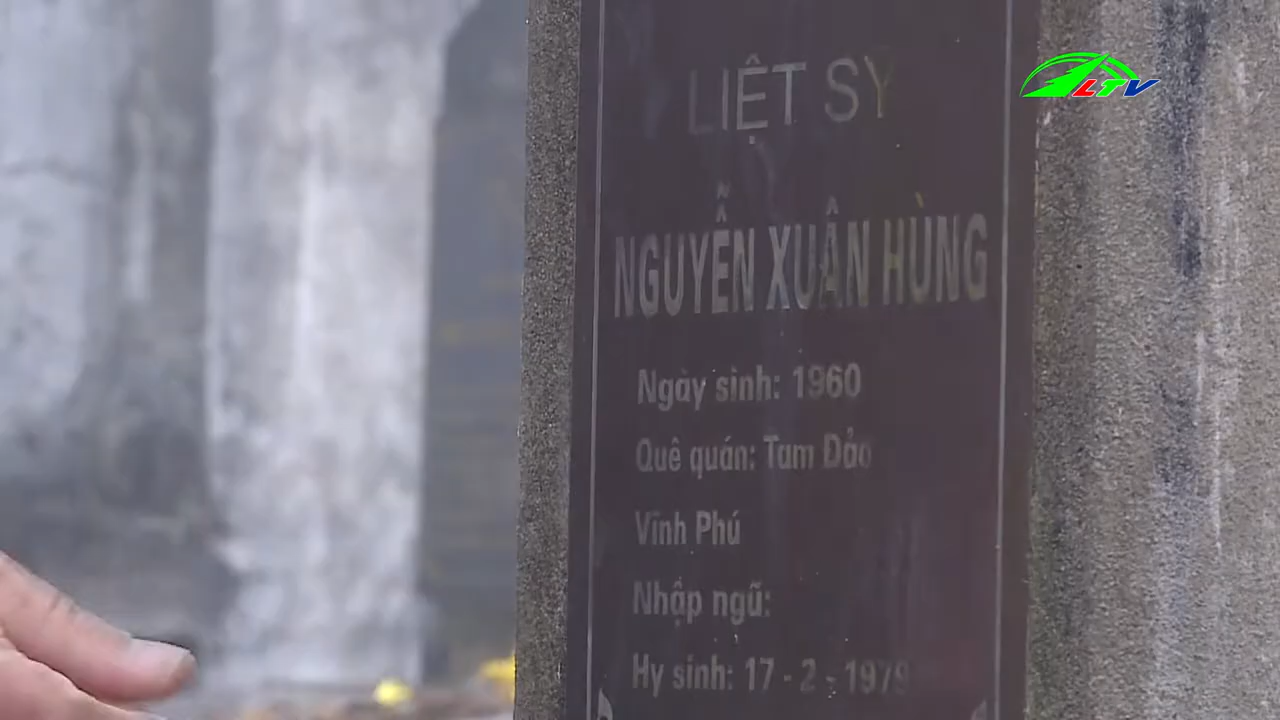 LTV
LIỆT SY
NGUYỄN XUÂN HÙNG
Ngày sinh: 1960
Quê quán: Tam Đảo
Vĩnh Phú
Nhập ngũ:
Hy sinh: 17 - 2 - 1979